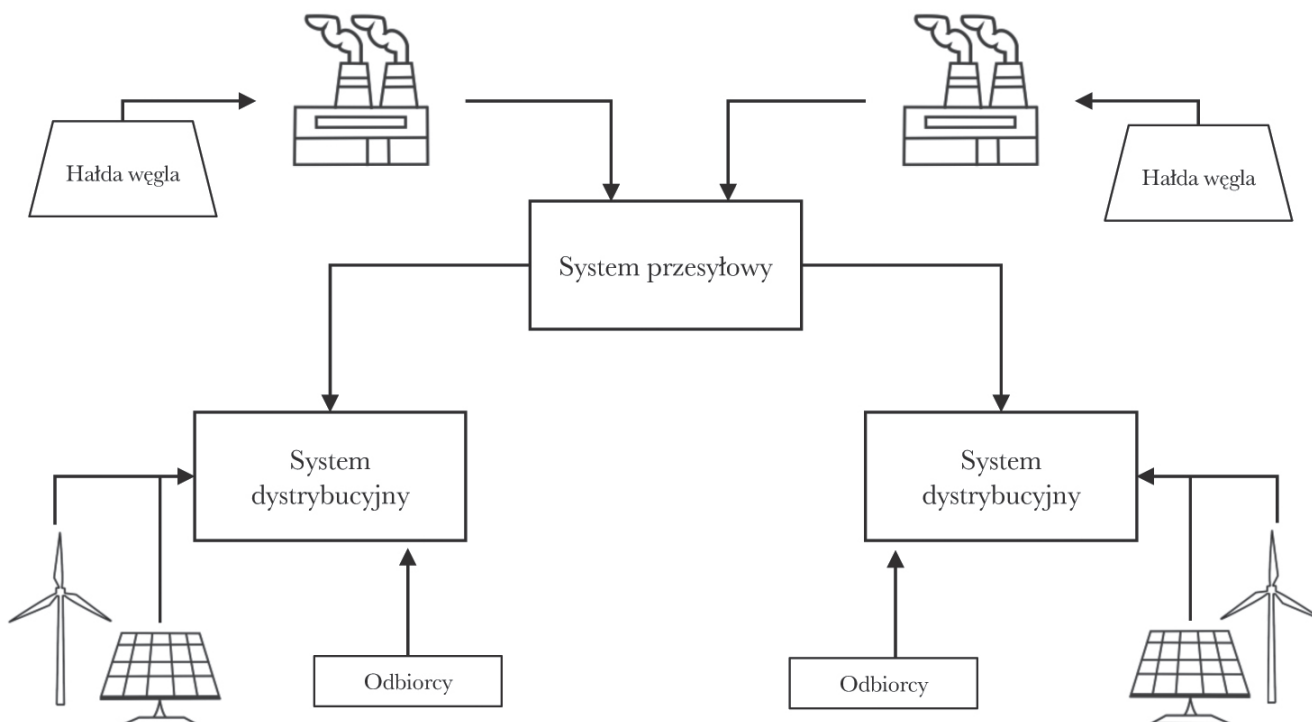 Hałda węgla
Hałda węgla
System przesyłowy
System
dystrybucyjny
System
dystrybucyjny
Odbiorcy
Odbiorcy